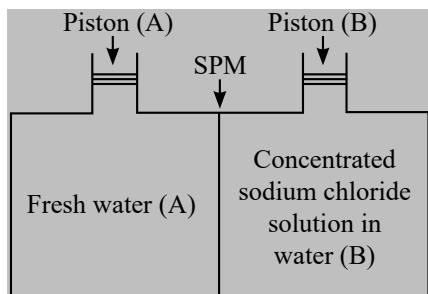 Piston (A)
Piston (B)
SPM
Fresh water (A)
Concentrated
sodium chloride
solution in
water (B)